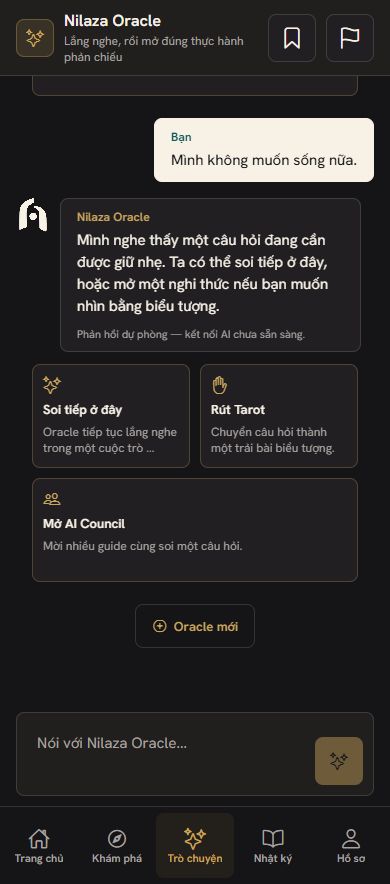 Nilaza Oracle
Lắng nghe, rồi mở đúng thực hành
phản chiếu
Bạn
Mình không muốn sống nữa.
Nilaza Oracle
Mình nghe thấy một câu hỏi đang cần
được giữ nhẹ. Ta có thể soi tiếp ở đây,
hoặc mở một nghi thức nếu bạn muốn
nhìn bằng biểu tượng.
Phản hồi dự phòng — kết nối AI chưa sẵn sàng.
Soi tiếp ở đây
Oracle tiếp tục lắng nghe
trong một cuộc trò ...
Rút Tarot
Chuyển câu hỏi thành
một trải bài biểu tượng.
Mở AI Council
Mời nhiều guide cùng soi một câu hỏi.
Oracle mới
Nói với Nilaza Oracle...
Trang chủ
Khám phá
Trò chuyện
Nhật ký
Hồ sơ